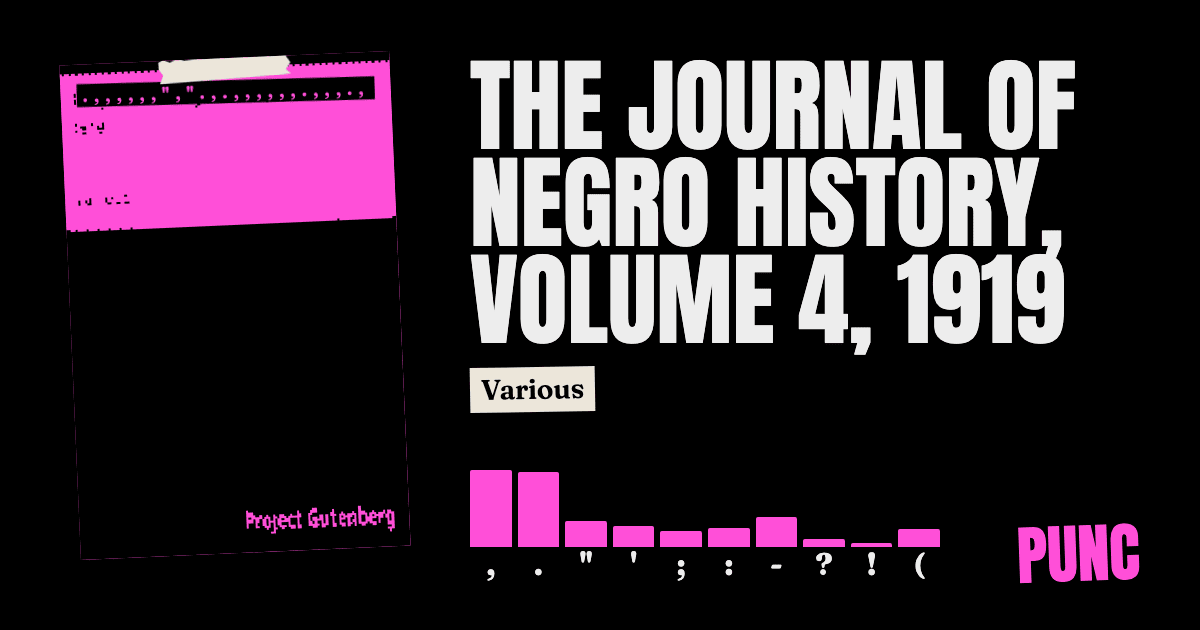 .,,,,,,",".,.,.,,,,,.,,.,.,
Project Gutenberg
THE JOURNAL OF
NEGRO HISTORY,
VOLUME 4, 1919
Various
, . " ' ; : - ? ! (
PUNC